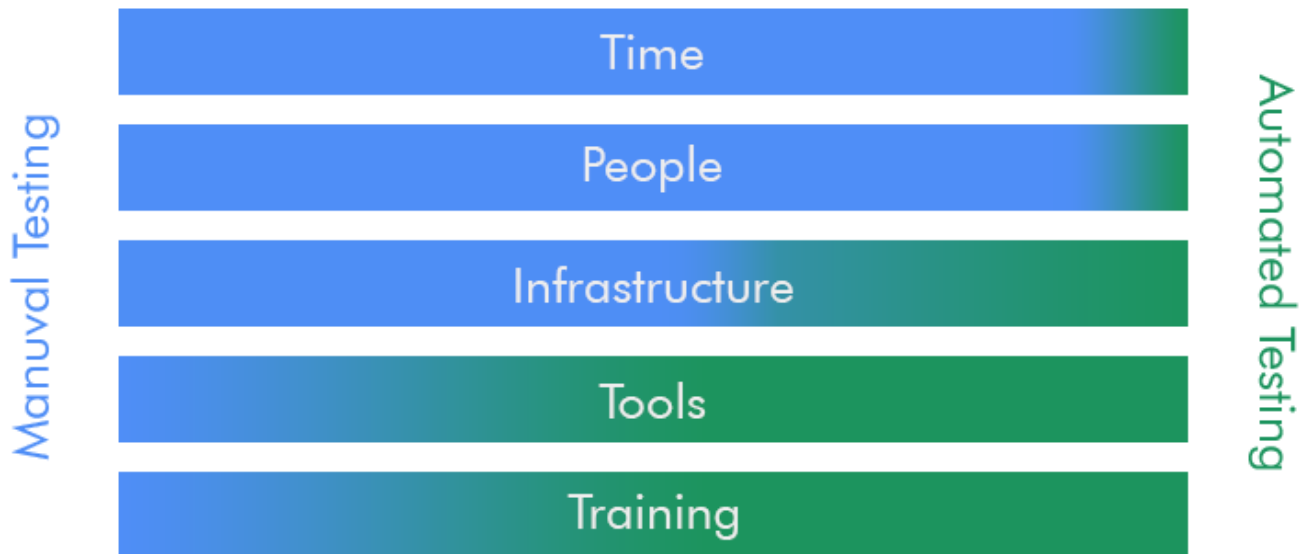 Manuval Testing
Time
People
Infrastructure
Tools
Training
Automated Testing